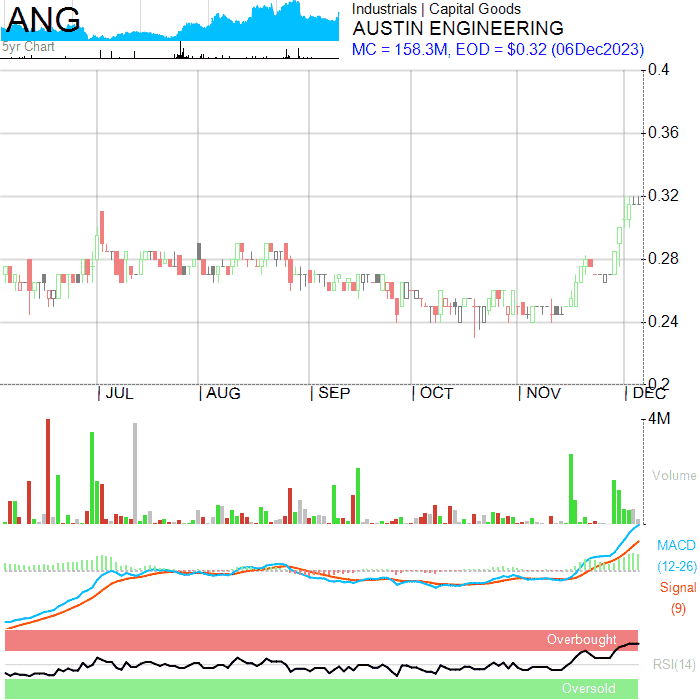 ANG
5yr Chart
Industrials | Capital Goods
AUSTIN ENGINEERING
MC = 158.3M, EOD = $0.32 (06Dec2023)
0.4
0.36
0.32
0.28
0.24
0.2
JUL
AUG
SEP
OCT
NOV
DEC
4M
Volume
MACD
(12-26)
Signal
(9)
Overbought
RSI(14)
Oversold